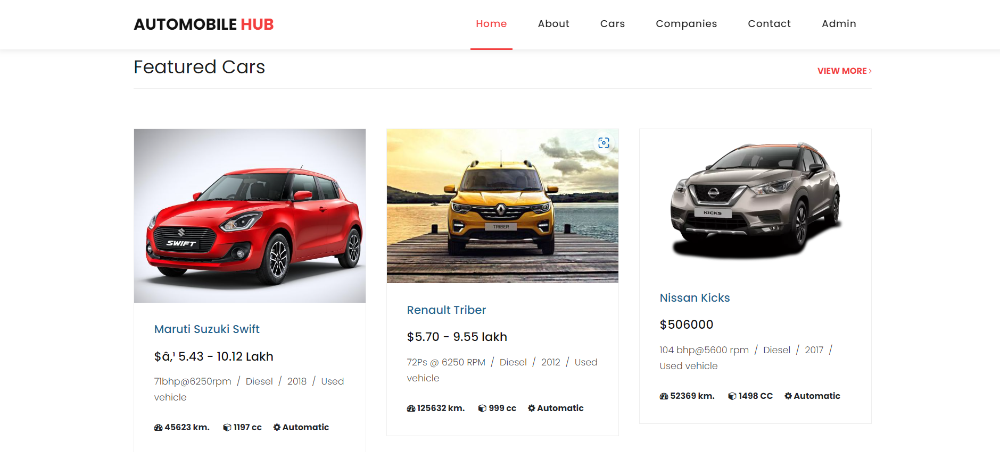 AUTOMOBILE HUB
Home About Cars Companies Contact Admin
Featured Cars
VIEW MORE >
SWIFT
Maruti Suzuki Swift
$â‚¹ 5.43 - 10.12 Lakh
71bhp@6250rpm / Diesel / 2018 / Used
vehicle
45623 km. 1197 cc Automatic
TRIBER
Renault Triber
$5.70 - 9.55 lakh
72Ps @ 6250 RPM / Diesel / 2012 / Used
vehicle
125632 km. 999 cc Automatic
KICKS
Nissan Kicks
$506000
104 bhp@5600 rpm / Diesel / 2017 /
Used vehicle
52369 km. 1498 CC Automatic